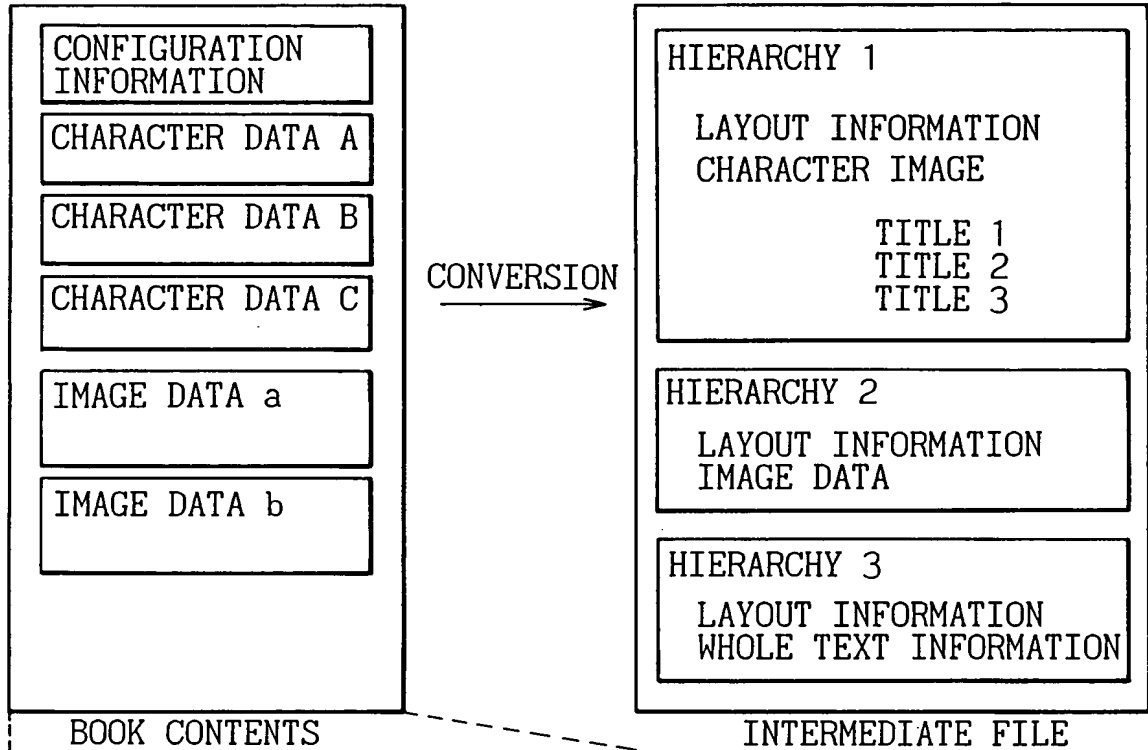 CONFIGURATION
INFORMATION
CHARACTER DATA A
CHARACTER DATA B
CHARACTER DATA C
IMAGE DATA a
IMAGE DATA b
BOOK CONTENTS
CONVERSION
HIERARCHY 1
LAYOUT INFORMATION
CHARACTER IMAGE
TITLE 1
TITLE 2
TITLE 3
HIERARCHY 2
LAYOUT INFORMATION
IMAGE DATA
HIERARCHY 3
LAYOUT INFORMATION
WHOLE TEXT INFORMATION
INTERMEDIATE FILE